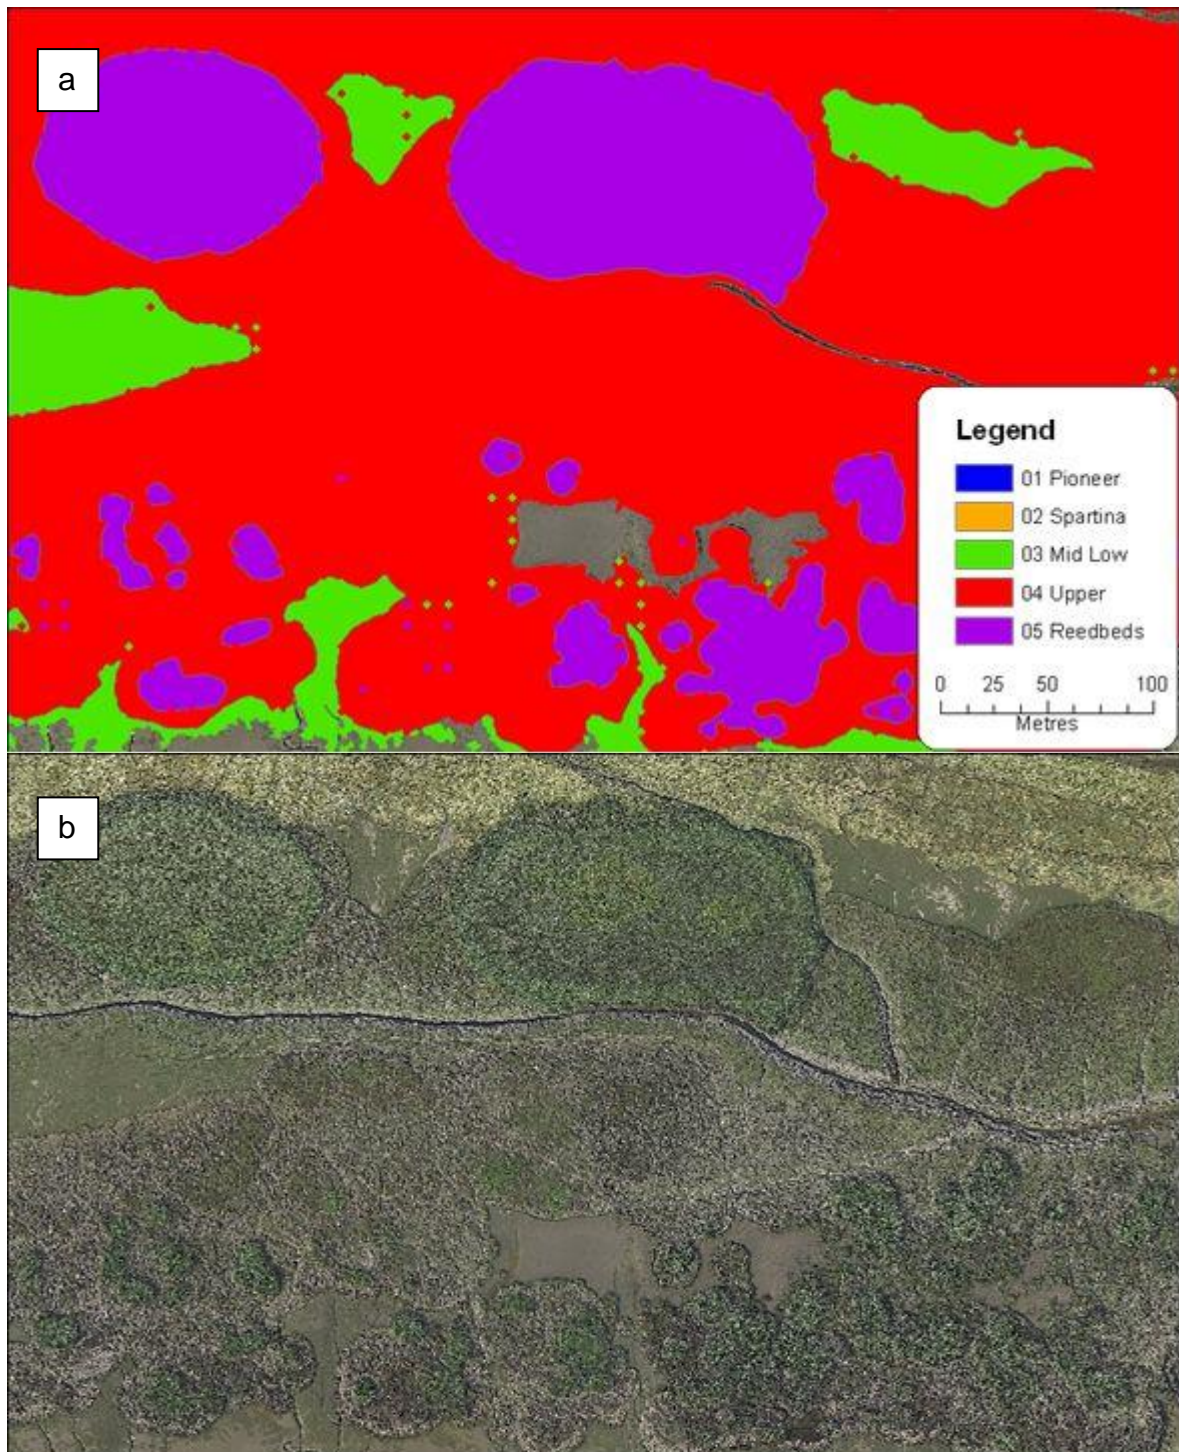 a
Legend
01 Pioneer
02 Spartina
03 Mid Low
04 Upper
05 Reedbeds
0 25 50 100
Metres
b